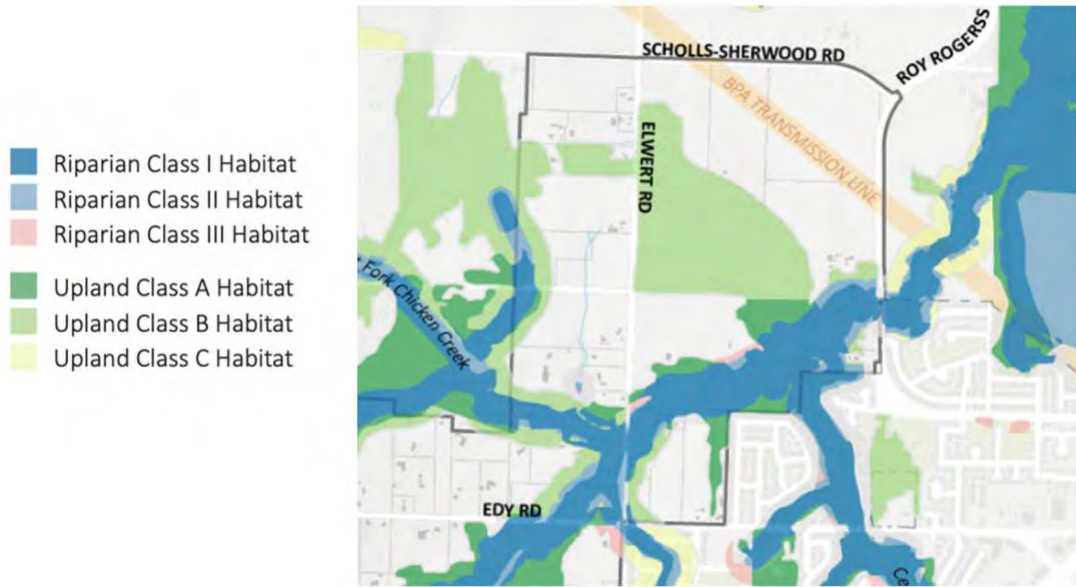 Riparian Class I Habitat
Riparian Class II Habitat
Riparian Class III Habitat
Upland Class A Habitat
Upland Class B Habitat
Upland Class C Habitat
SCHOLLS-SHERWOOD RD
ROY ROGERSS
BPA TRANSMISSION LINE
ELWERT RD
Fork Chicken Creek
EDY RD
Ce